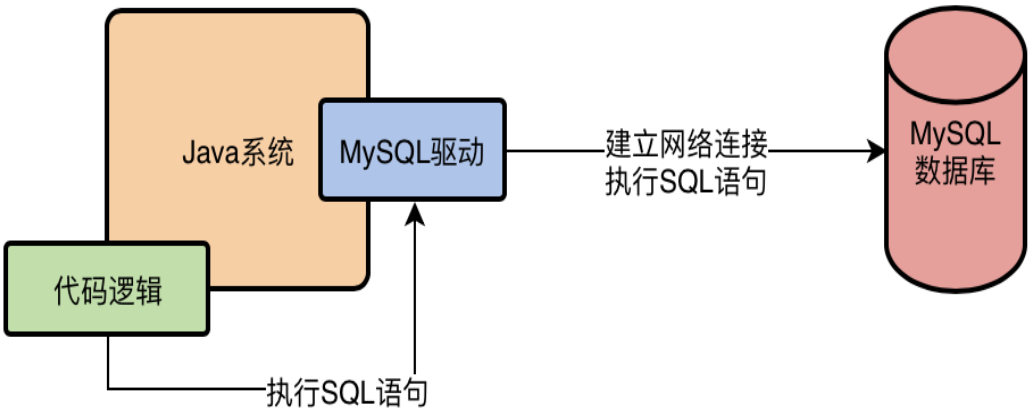 Java系统
MySQL驱动
建立网络连接
执行SQL语句
MySQL
数据库
代码逻辑
执行SQL语句